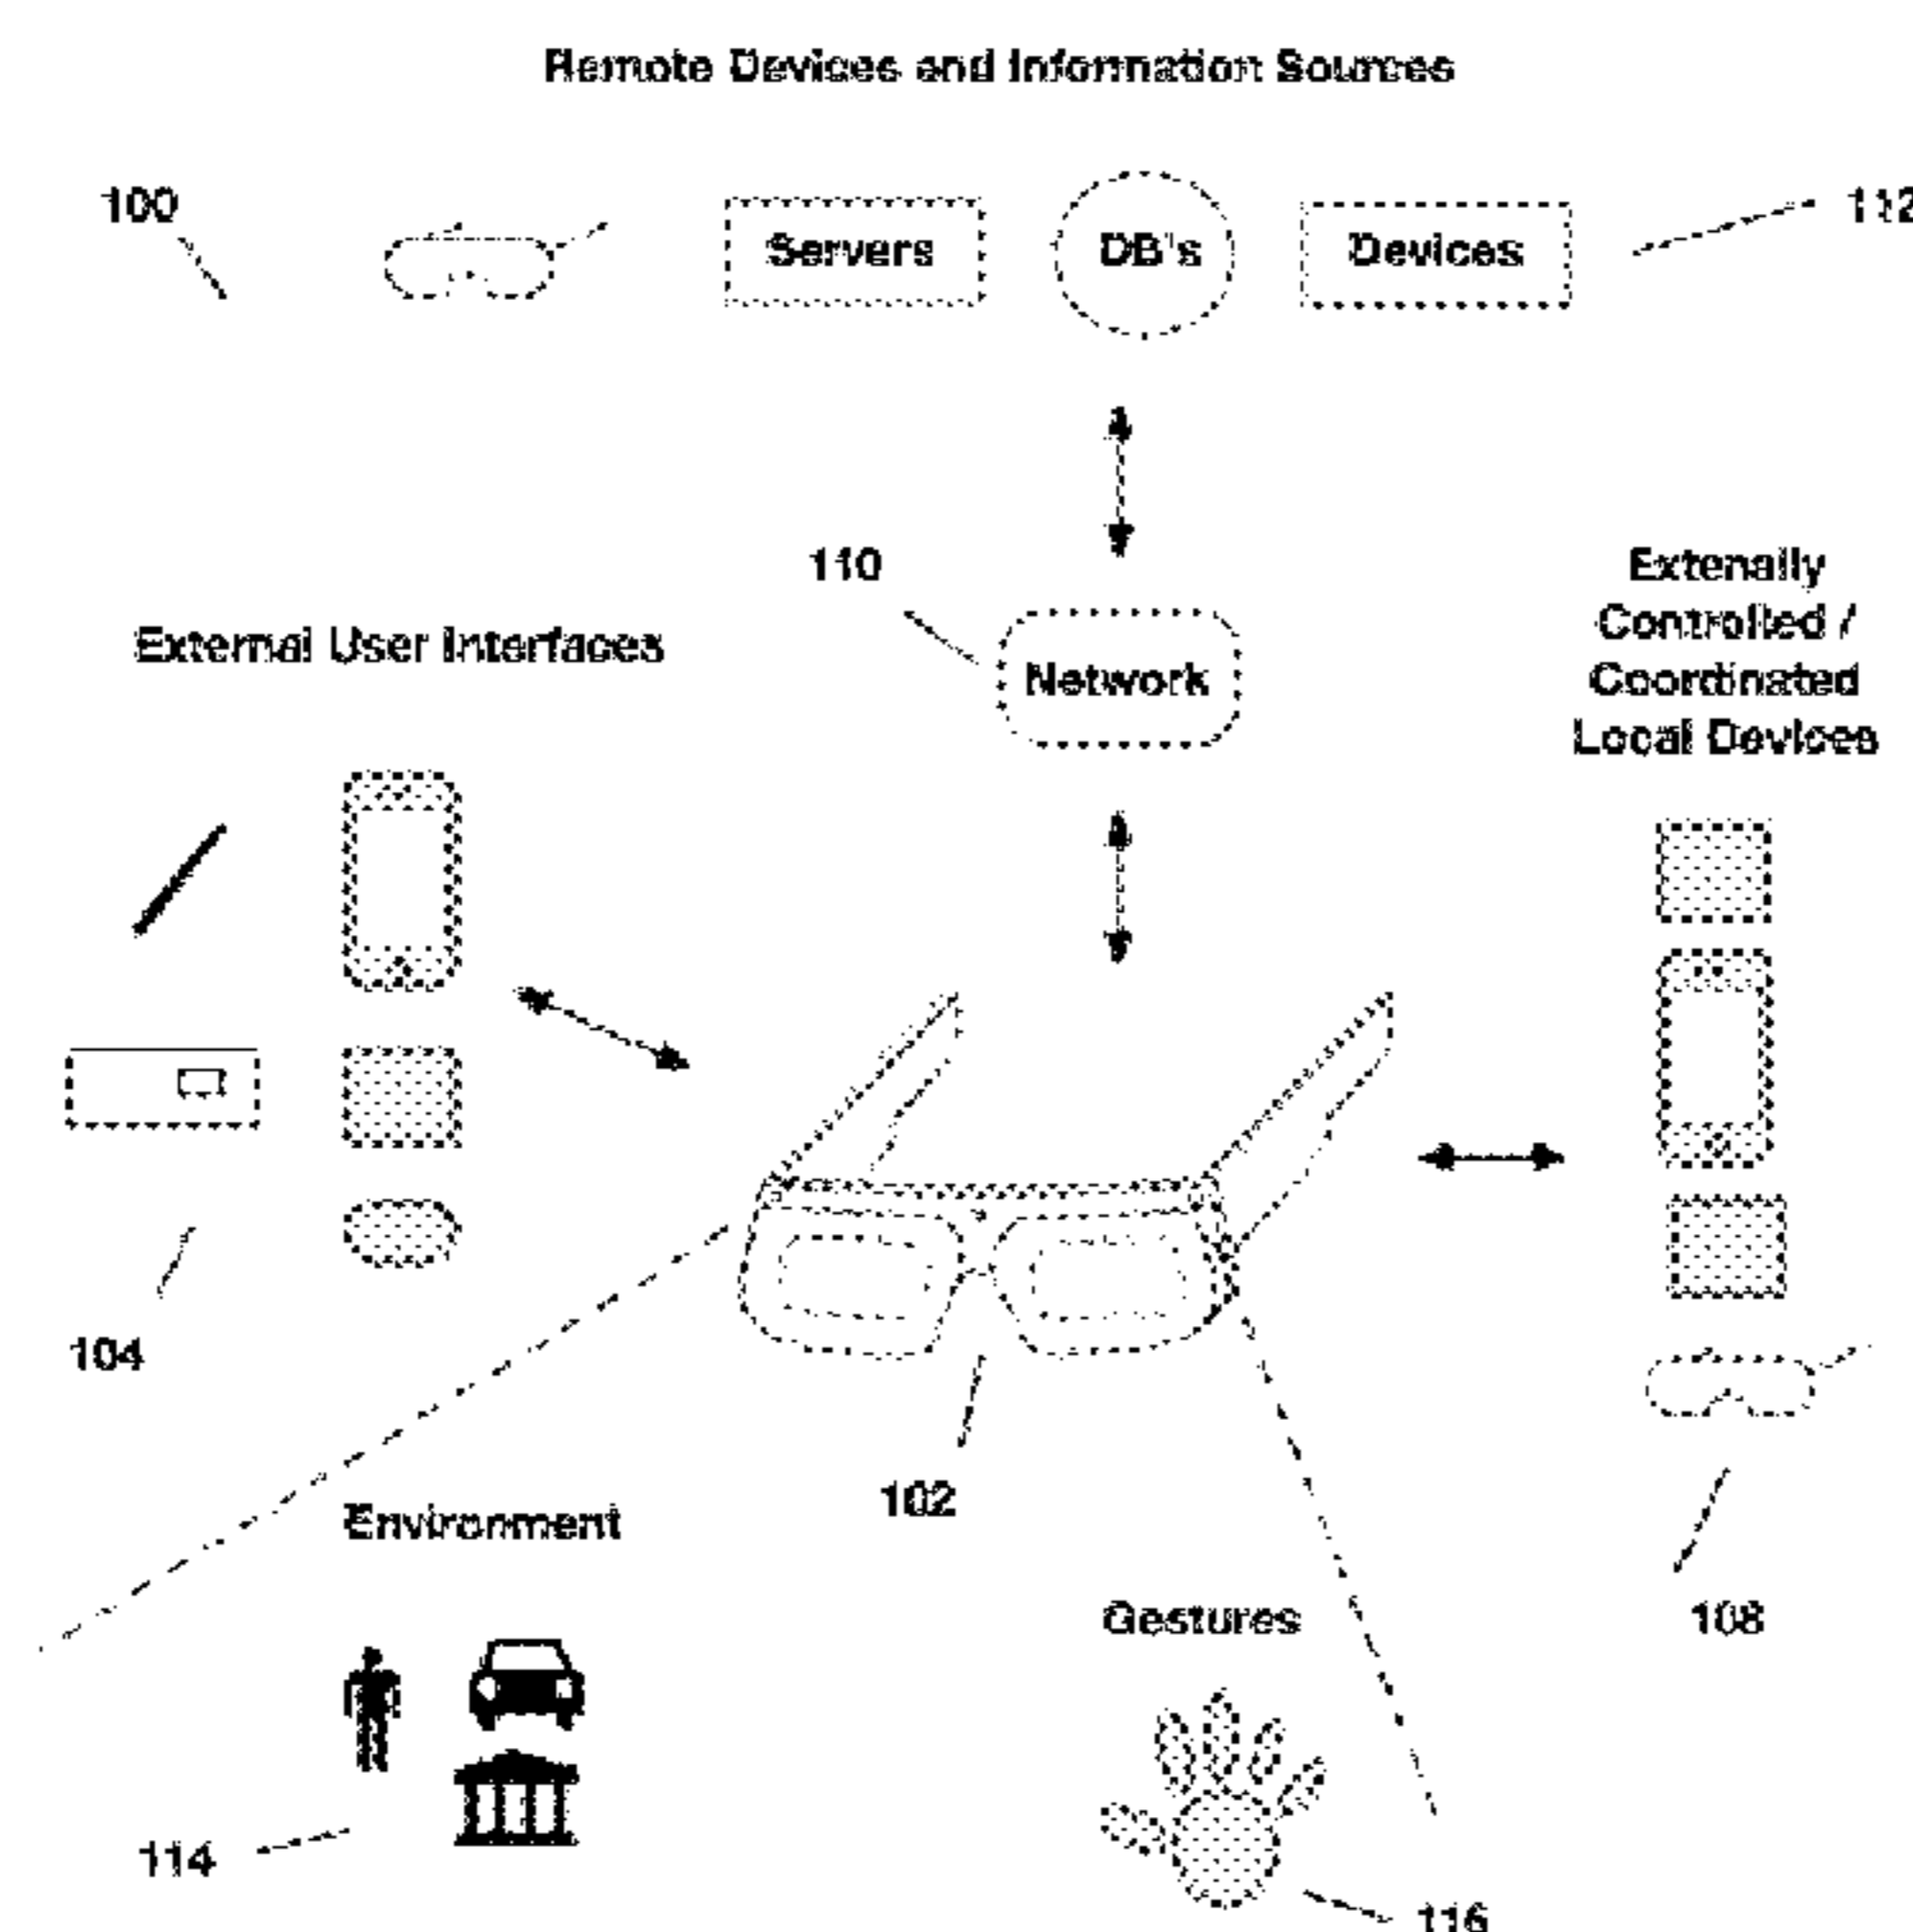 Remote Devices and Information Sources
100
Servers
DB's
Devices
112
110
Network
External User Interfaces
Extenally
Controlled /
Coordinated
Local Devices
104
102
108
Environment
Gestures
114
116